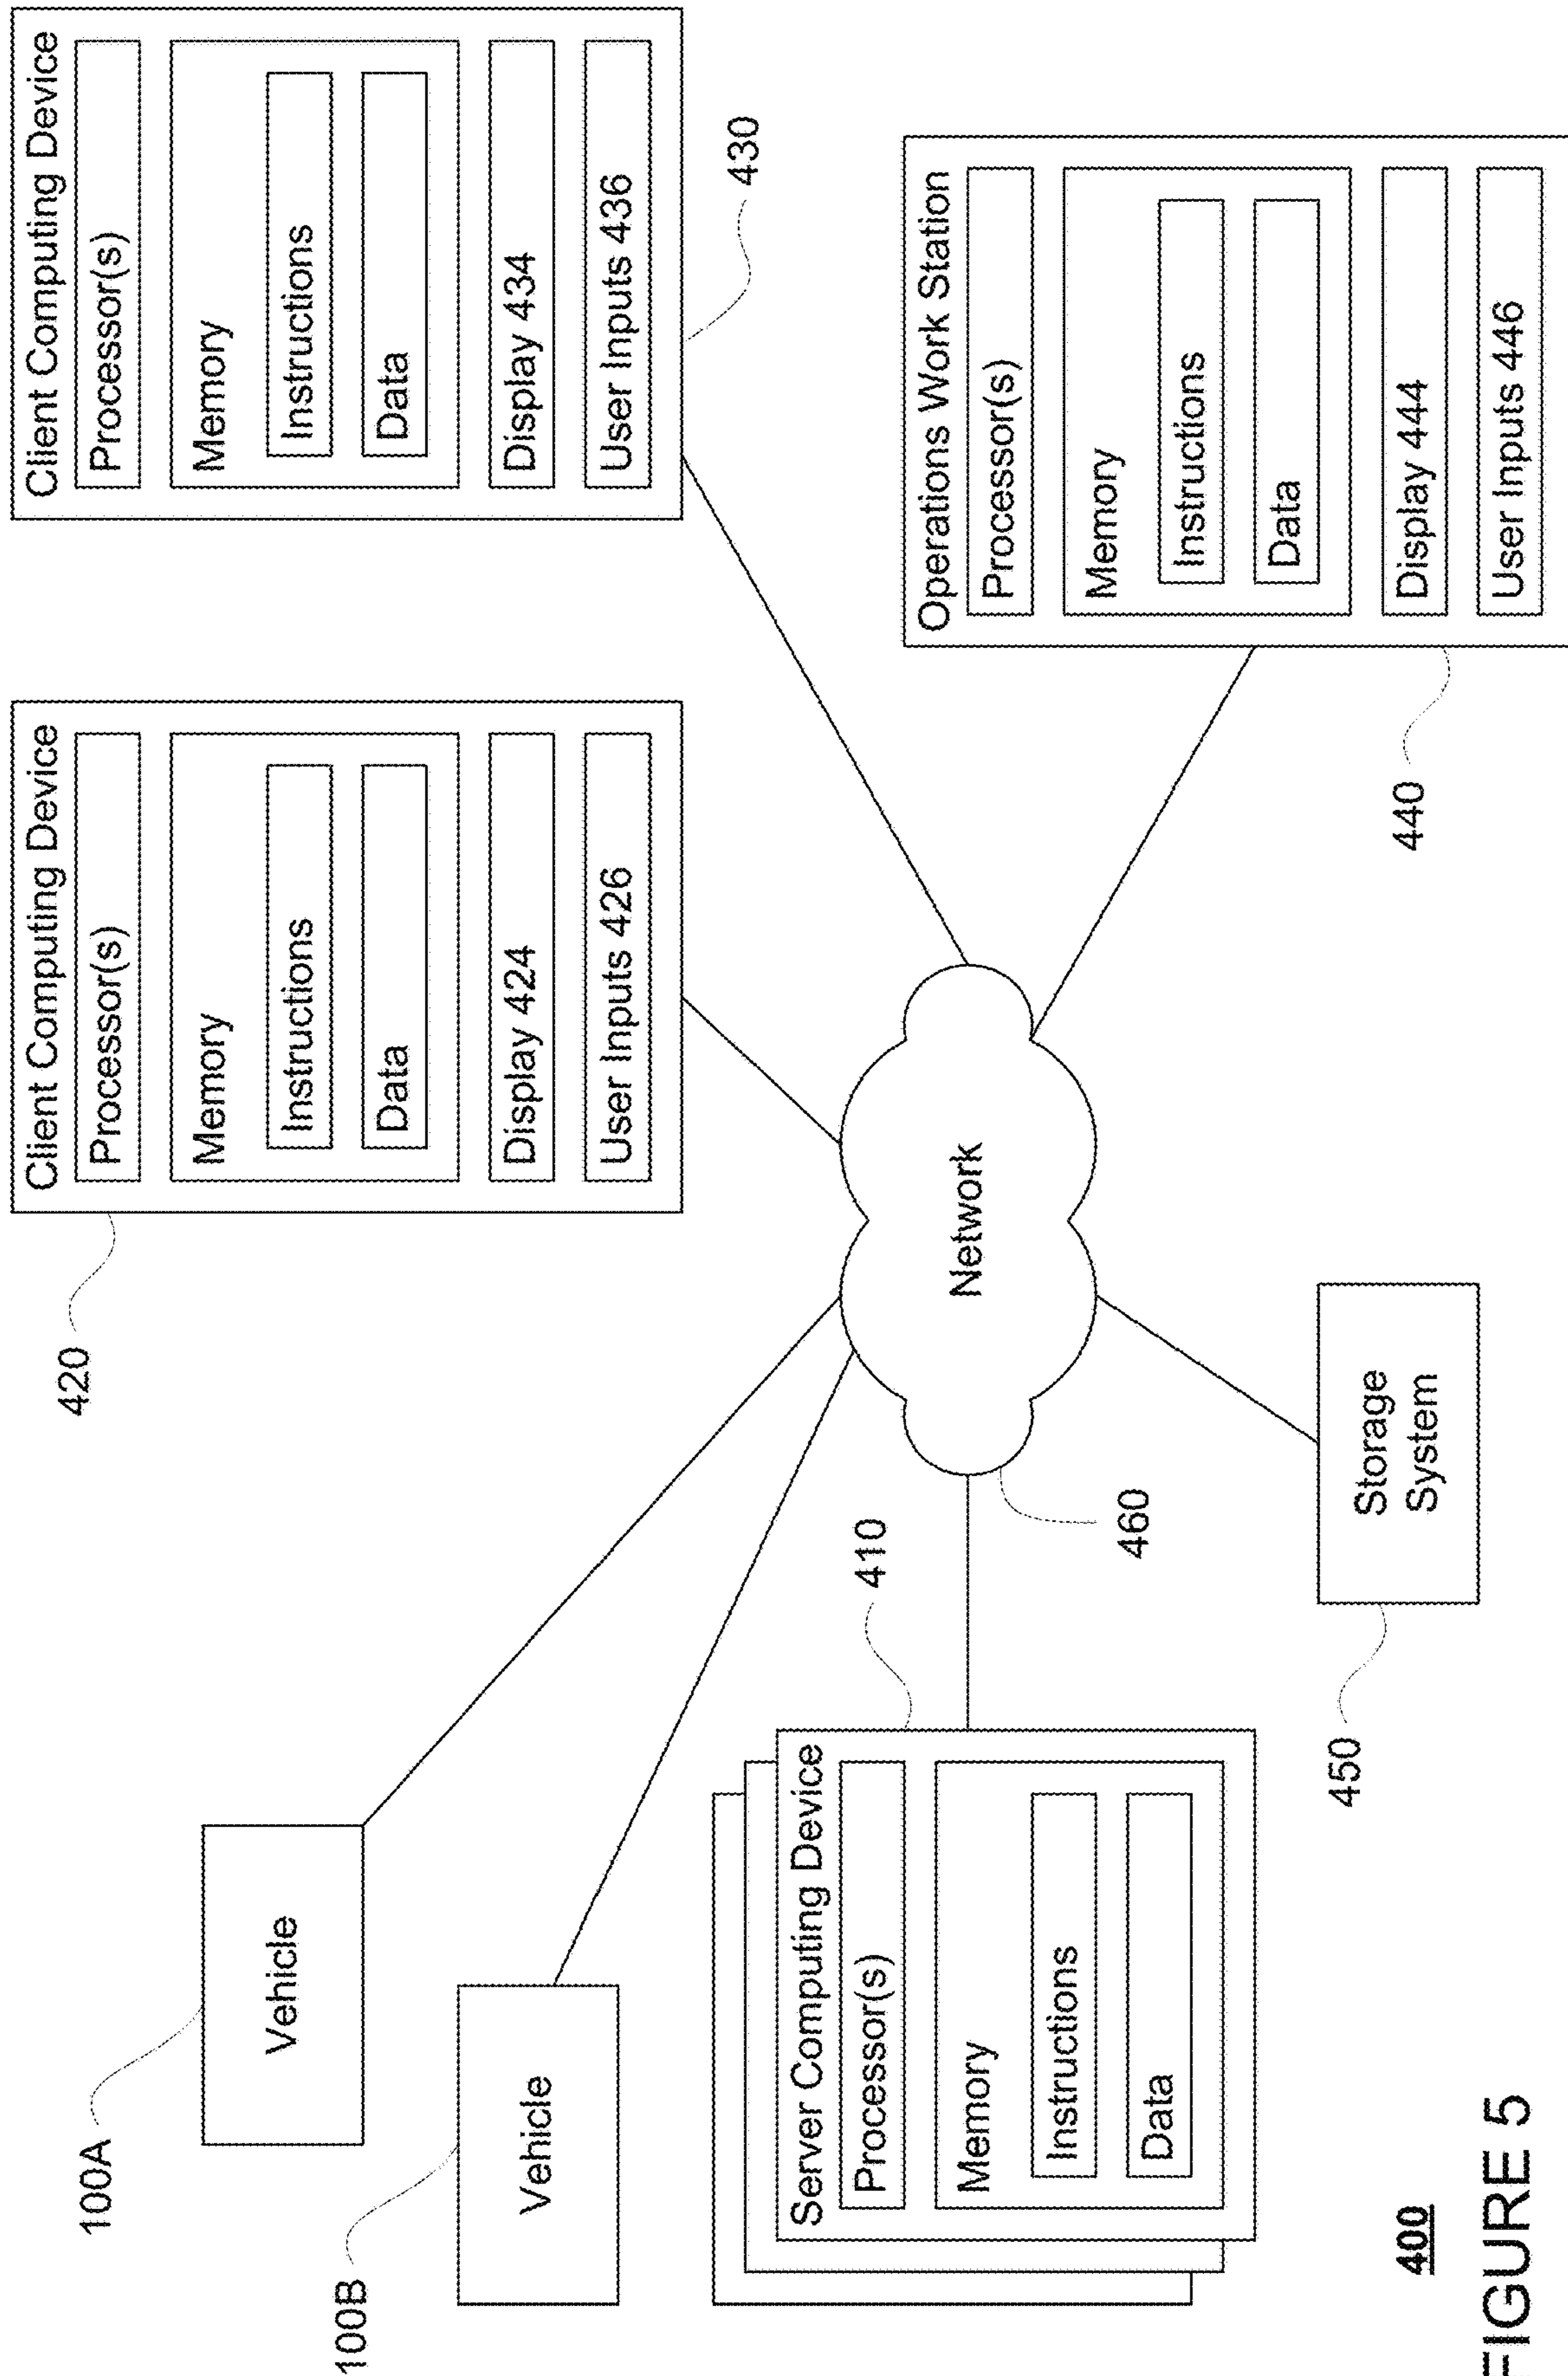 100A
Vehicle
100B
Vehicle
420
Client Computing Device
Processor(s)
Memory
Instructions
Data
Display 424
User Inputs 426
Client Computing Device
Processor(s)
Memory
Instructions
Data
Display 434
User Inputs 436
430
Server Computing Device
Processor(s)
Memory
Instructions
Data
410
Network
460
Operations Work Station
Processor(s)
Memory
Instructions
Data
Display 444
User Inputs 446
440
Storage
System
450
400
FIGURE 5